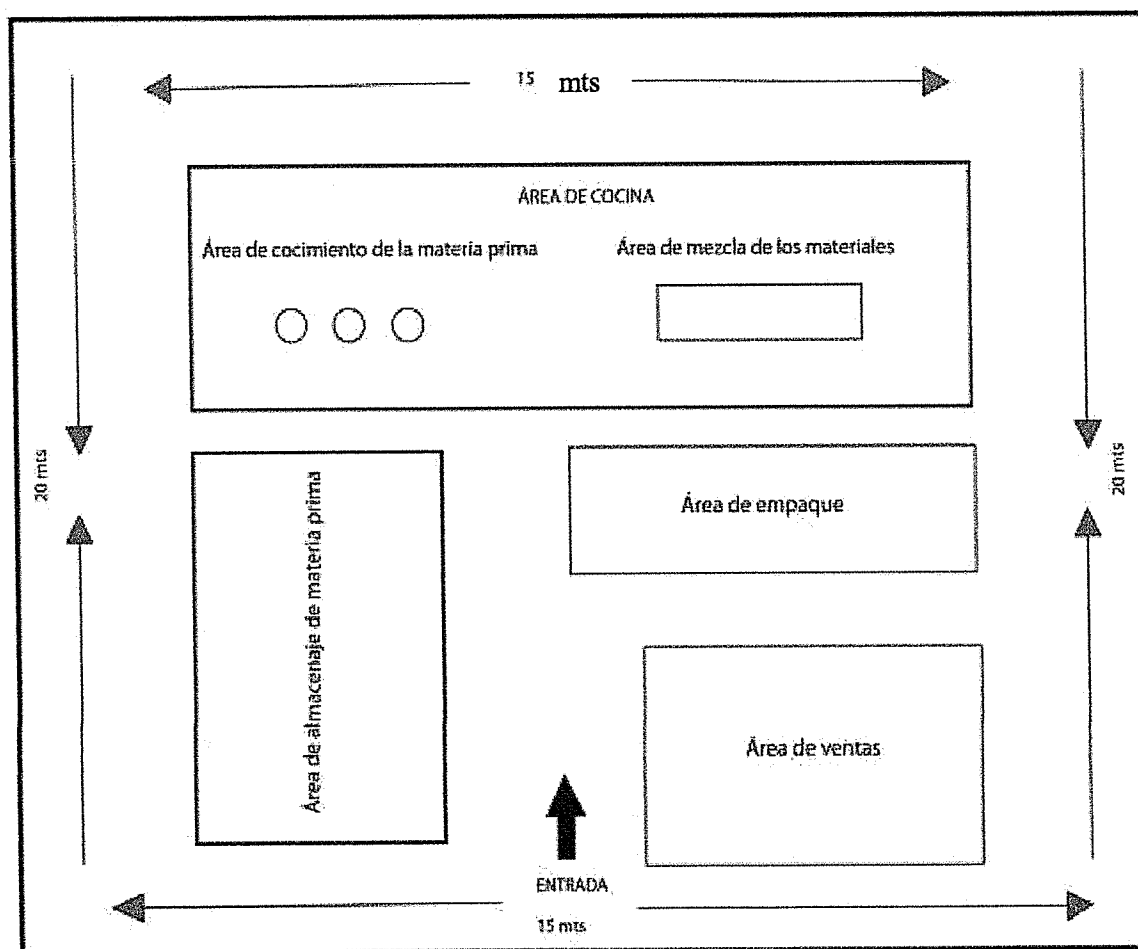 15 mts
ÁREA DE COCINA
Área de cocimiento de la materia prima
Área de mezcla de los materiales
20 mts
20 mts
Área de almacenaje de materia prima
Área de empaque
Área de ventas
ENTRADA
15 mts